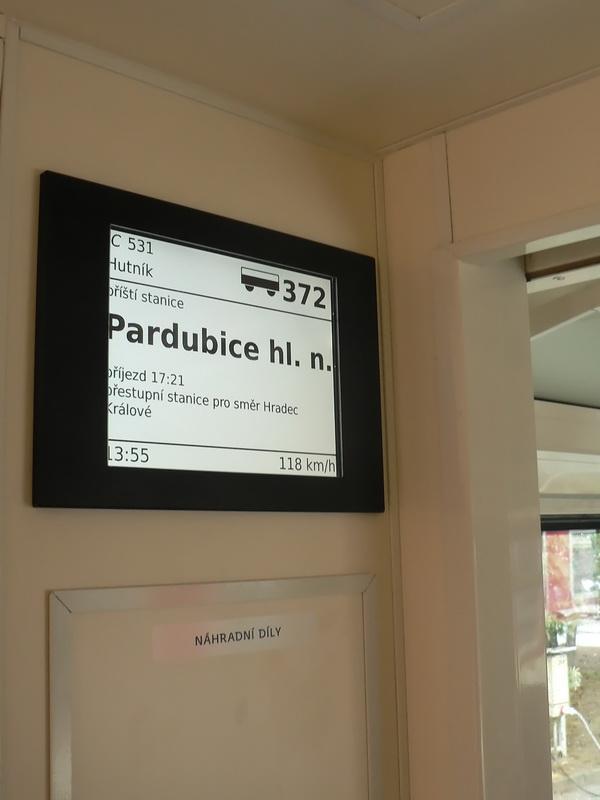 C 531
Hutník
372
příští stanice
Pardubice hl. n.
příjezd 17:21
přestupní stanice pro směr Hradec
Králové
13:55
118 km/h
NÁHRADNÍ DÍLY